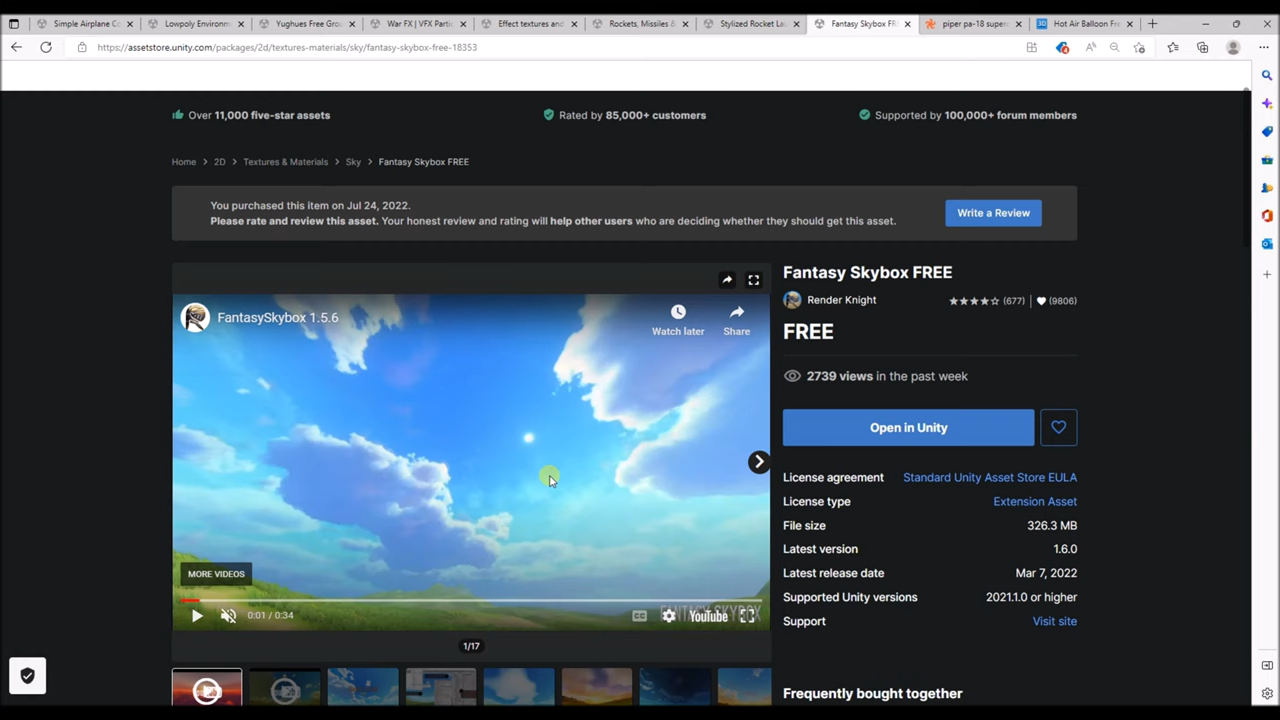 Simple Airplane Co
Lowpoly Environm
Yughues Free Grou
War FX | VFX Parti
Effect textures and
Rockets, Missiles &
Stylized Rocket La
Fantasy Skybox FR
piper pa-18 super
Hot Air Balloon Fre
https://assetstore.unity.com/packages/2d/textures-materials/sky/fantasy-skybox-free-18353
Over 11,000 five-star assets
Rated by 85,000+ customers
Supported by 100,000+ forum members
Home > 2D > Textures & Materials > Sky > Fantasy Skybox FREE
You purchased this item on Jul 24, 2022.
Please rate and review this asset. Your honest review and rating will help other users who are deciding whether they should get this asset.
Write a Review
FantasySkybox 1.5.6
Watch later
Share
MORE VIDEOS
FANTASY SKYBOX
0:01 / 0:34
CC
YouTube
1/17
Fantasy Skybox FREE
Render Knight
(677)
(9806)
FREE
2739 views in the past week
Open in Unity
License agreement
Standard Unity Asset Store EULA
License type
Extension Asset
File size
326.3 MB
Latest version
1.6.0
Latest release date
Mar 7, 2022
Supported Unity versions
2021.1.0 or higher
Support
Visit site
Frequently bought together